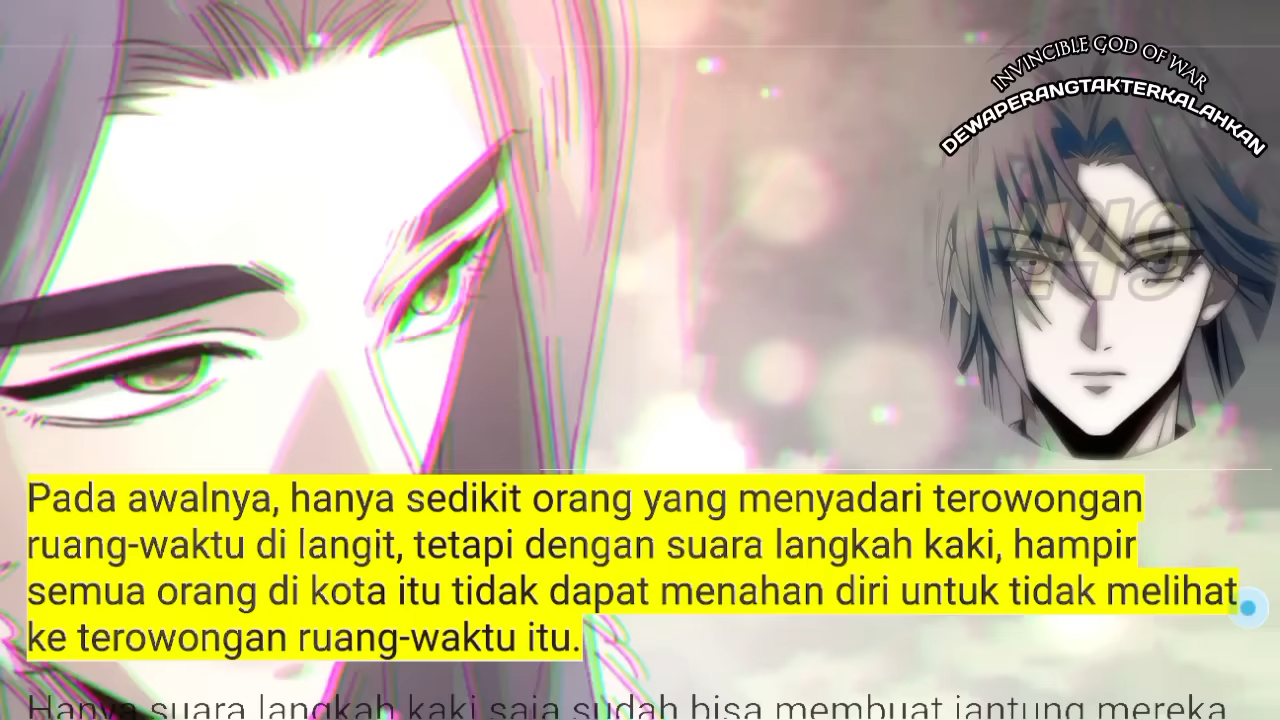 INVINCIBLE GOD OF WAR
DEWAPERANGTAKTERKALAHKAN
Pada awalnya, hanya sedikit orang yang menyadari terowongan
ruang-waktu di langit, tetapi dengan suara langkah kaki, hampir
semua orang di kota itu tidak dapat menahan diri untuk tidak melihat
ke terowongan ruang-waktu itu.
Hanya suara langkah kaki saja sudah bisa membuat jantung mereka